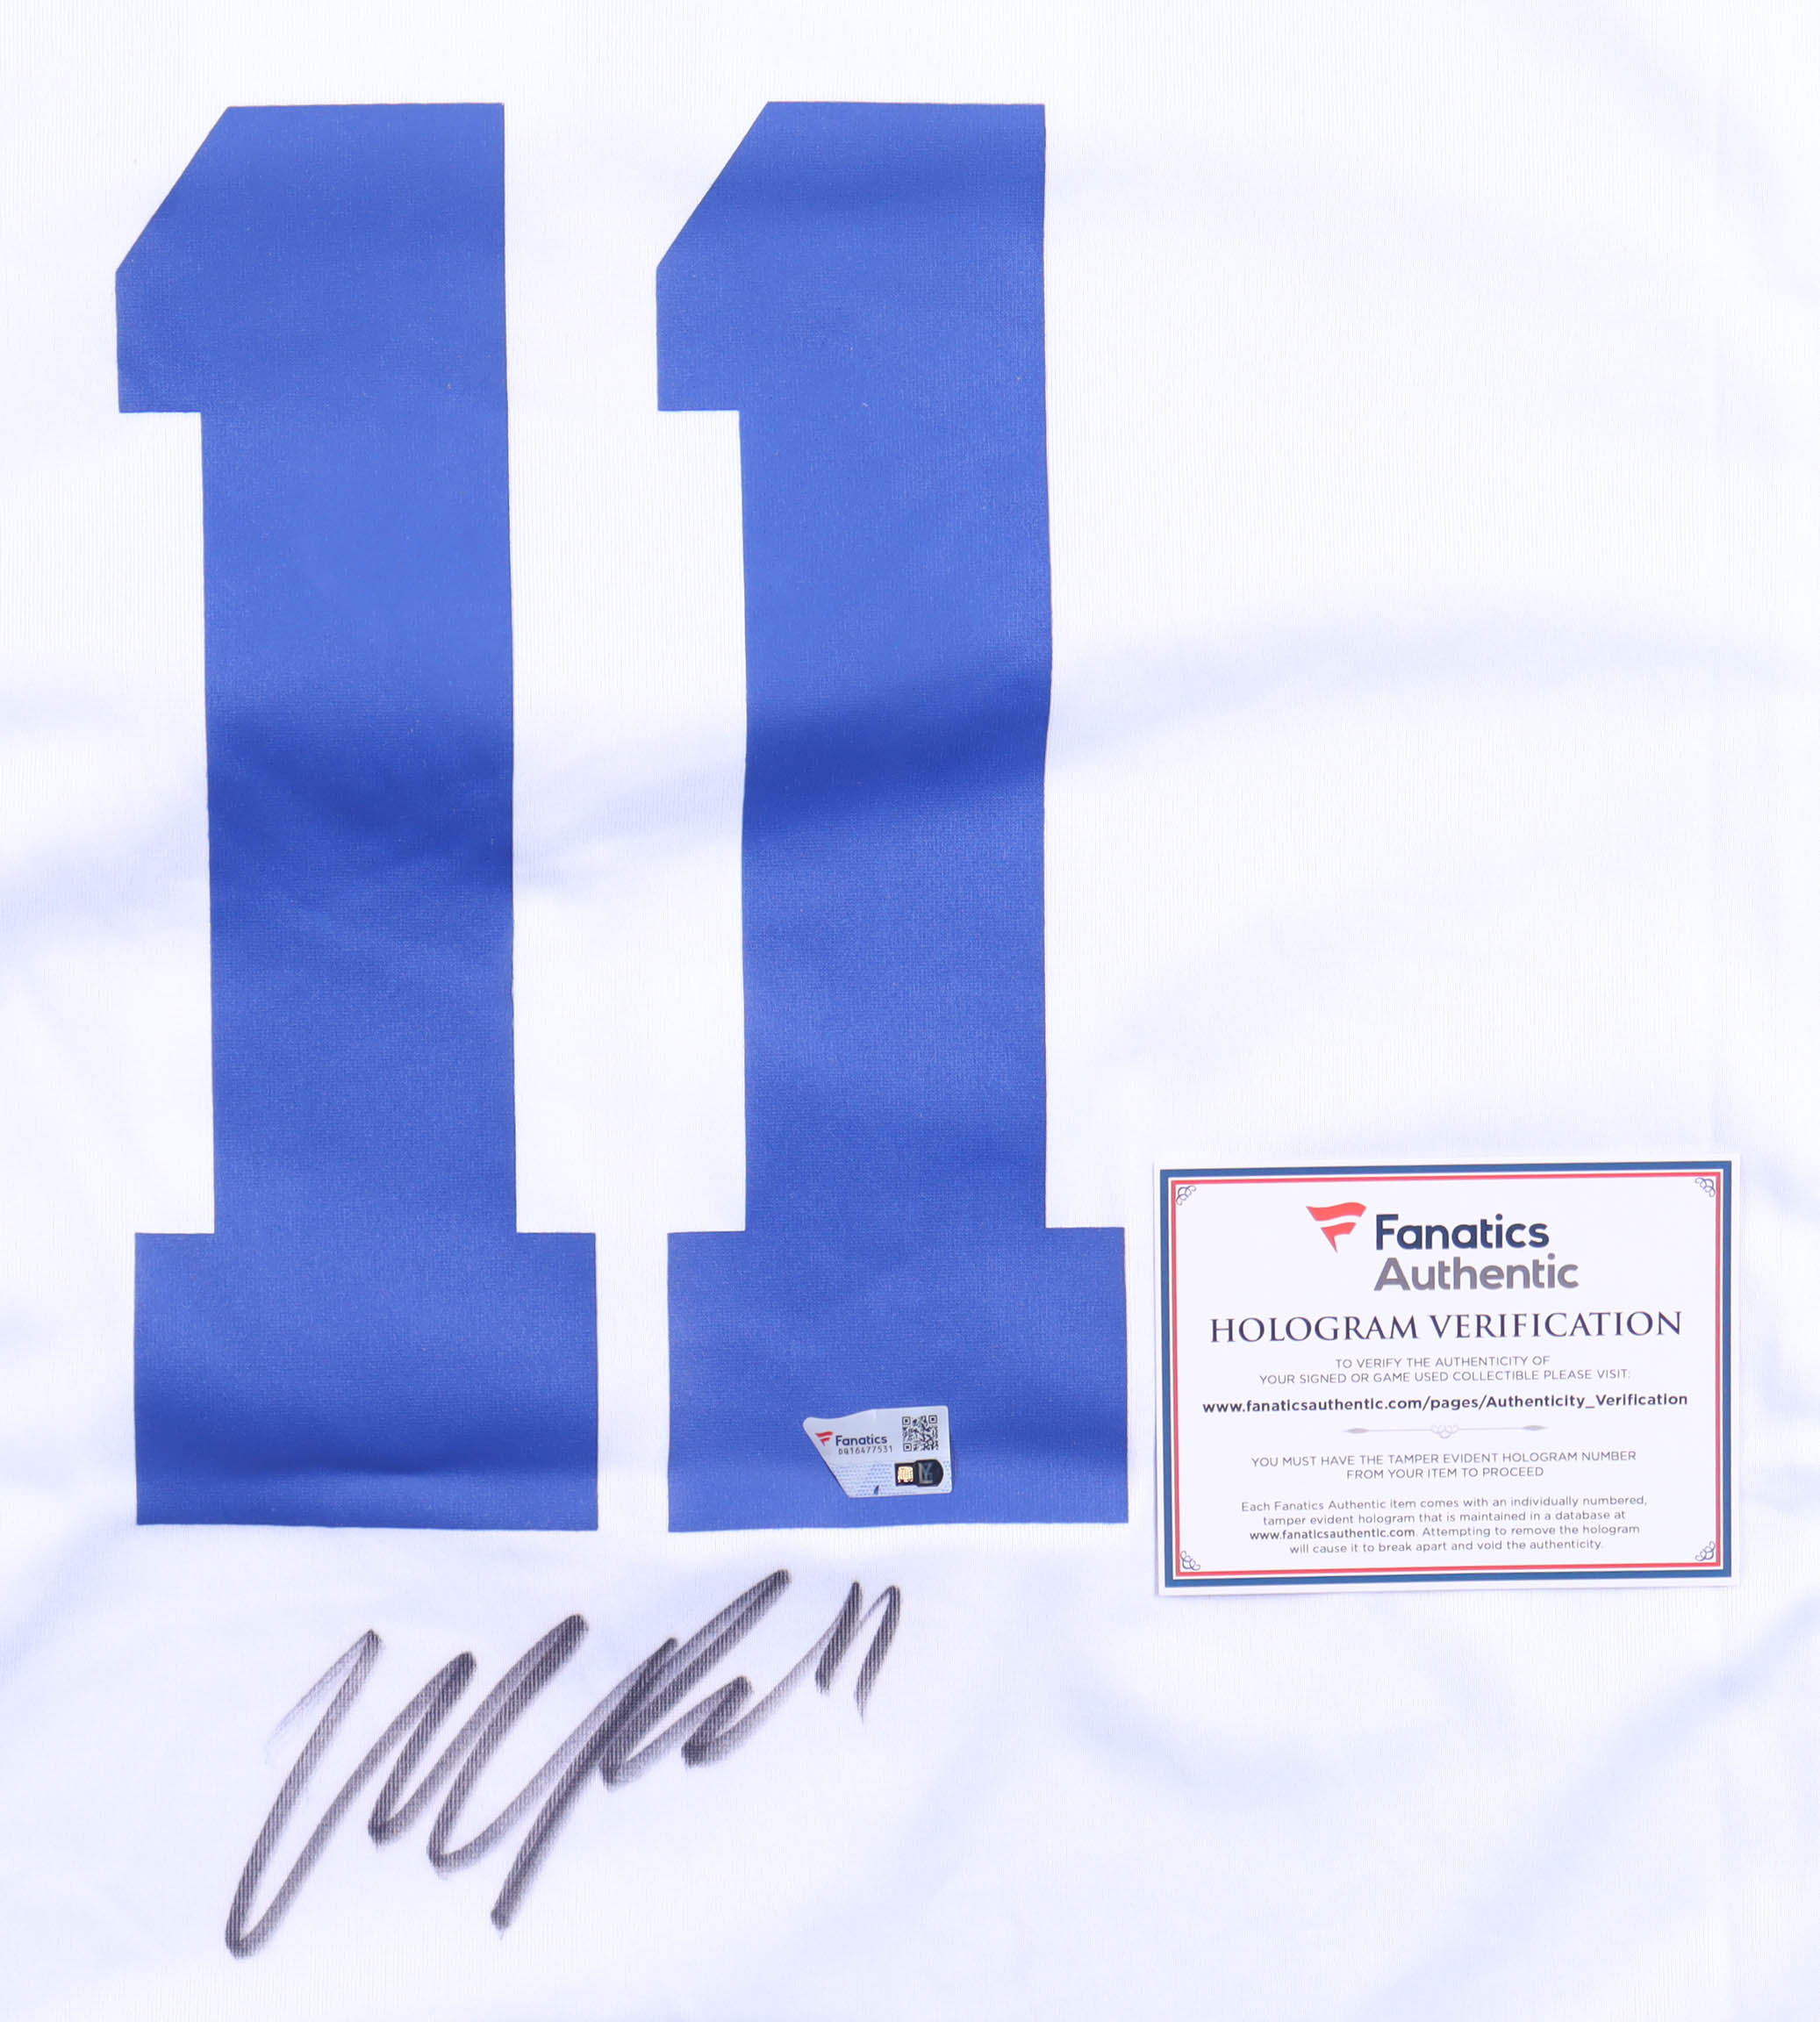 11
Fanatics
Authentic
HOLOGRAM VERIFICATION
TO VERIFY THE AUTHENTICITY OF
YOUR SIGNED OR GAME USED COLLECTIBLE PLEASE VISIT:
www.fanaticsauthentic.com/pages/Authenticity_Verification
YOU MUST HAVE THE TAMPER EVIDENT HOLOGRAM NUMBER
FROM YOUR ITEM TO PROCEED
Each Fanatics Authentic item comes with an individually numbered,
tamper evident hologram that is maintained in a database at
www.fanaticsauthentic.com. Attempting to remove the hologram
will cause it to break apart and void the authenticity.
Fanatics
11